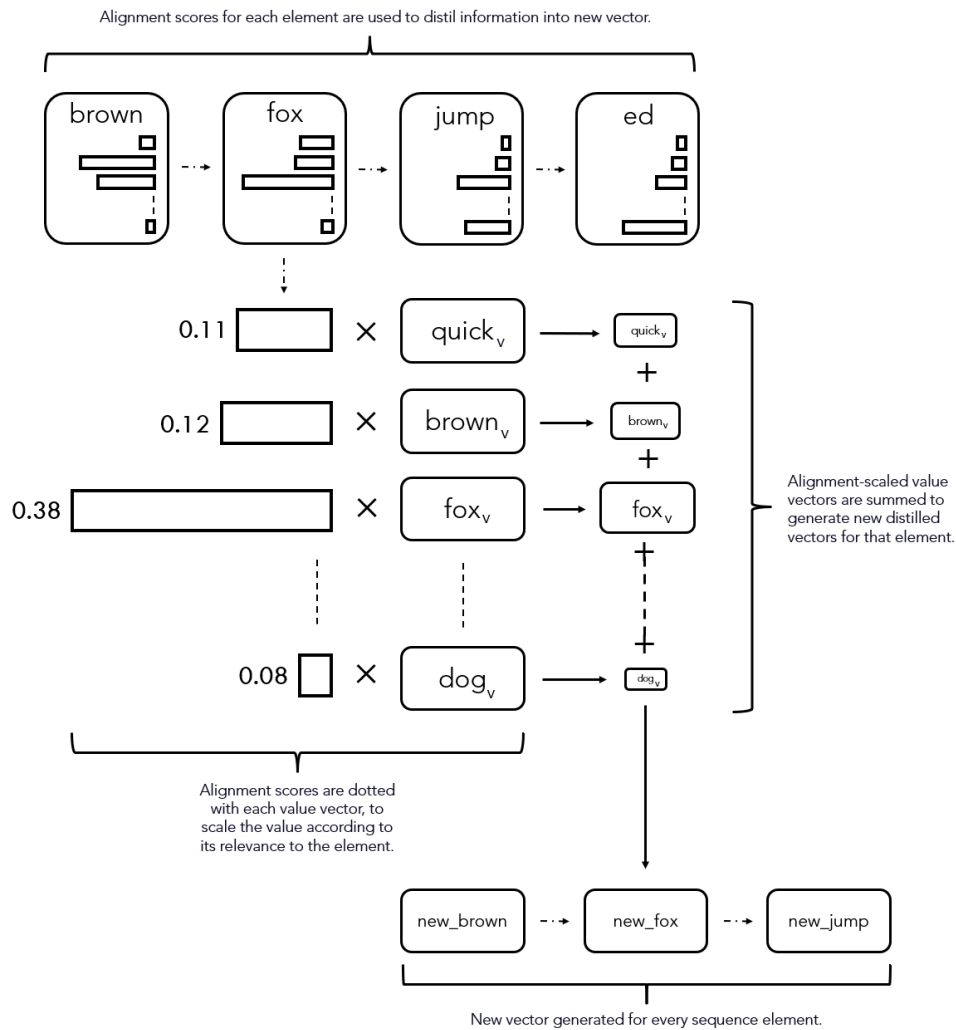 Alignment scores for each element are used to distil information into new vector.
brown
fox
jump
ed
0.11
×
quickv
quickv
+
0.12
×
brownv
brownv
+
0.38
×
foxv
foxv
+
Alignment-scaled value
vectors are summed to
generate new distilled
vectors for that element.
+
0.08
×
dogv
dogv
Alignment scores are dotted
with each value vector, to
scale the value according to
its relevance to the element.
new_brown
new_fox
new_jump
New vector generated for every sequence element.